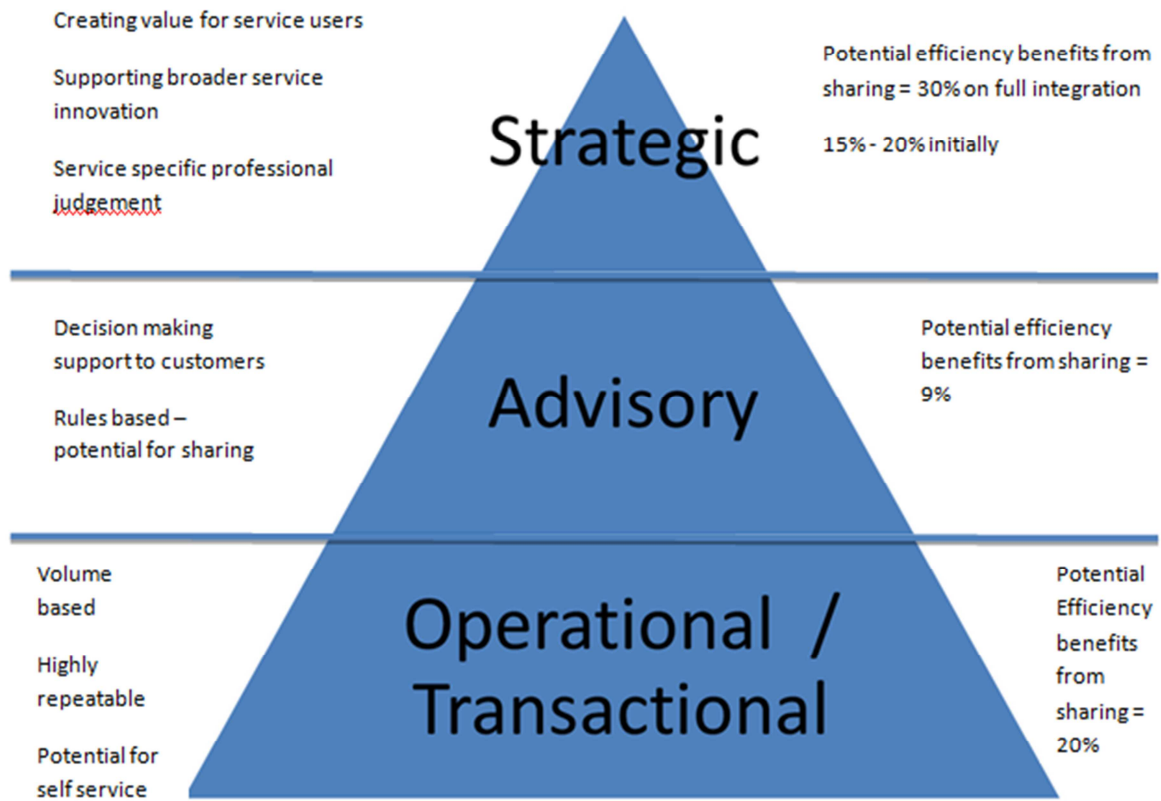 Creating value for service users
Supporting broader service
innovation
Service specific professional
judgement
Strategic
Potential efficiency benefits from
sharing = 30% on full integration
15% - 20% initially
Decision making
support to customers
Rules based –
potential for sharing
Advisory
Potential efficiency
benefits from sharing =
9%
Volume
based
Highly
repeatable
Potential for
self service
Operational /
Transactional
Potential
Efficiency
benefits
from
sharing =
20%